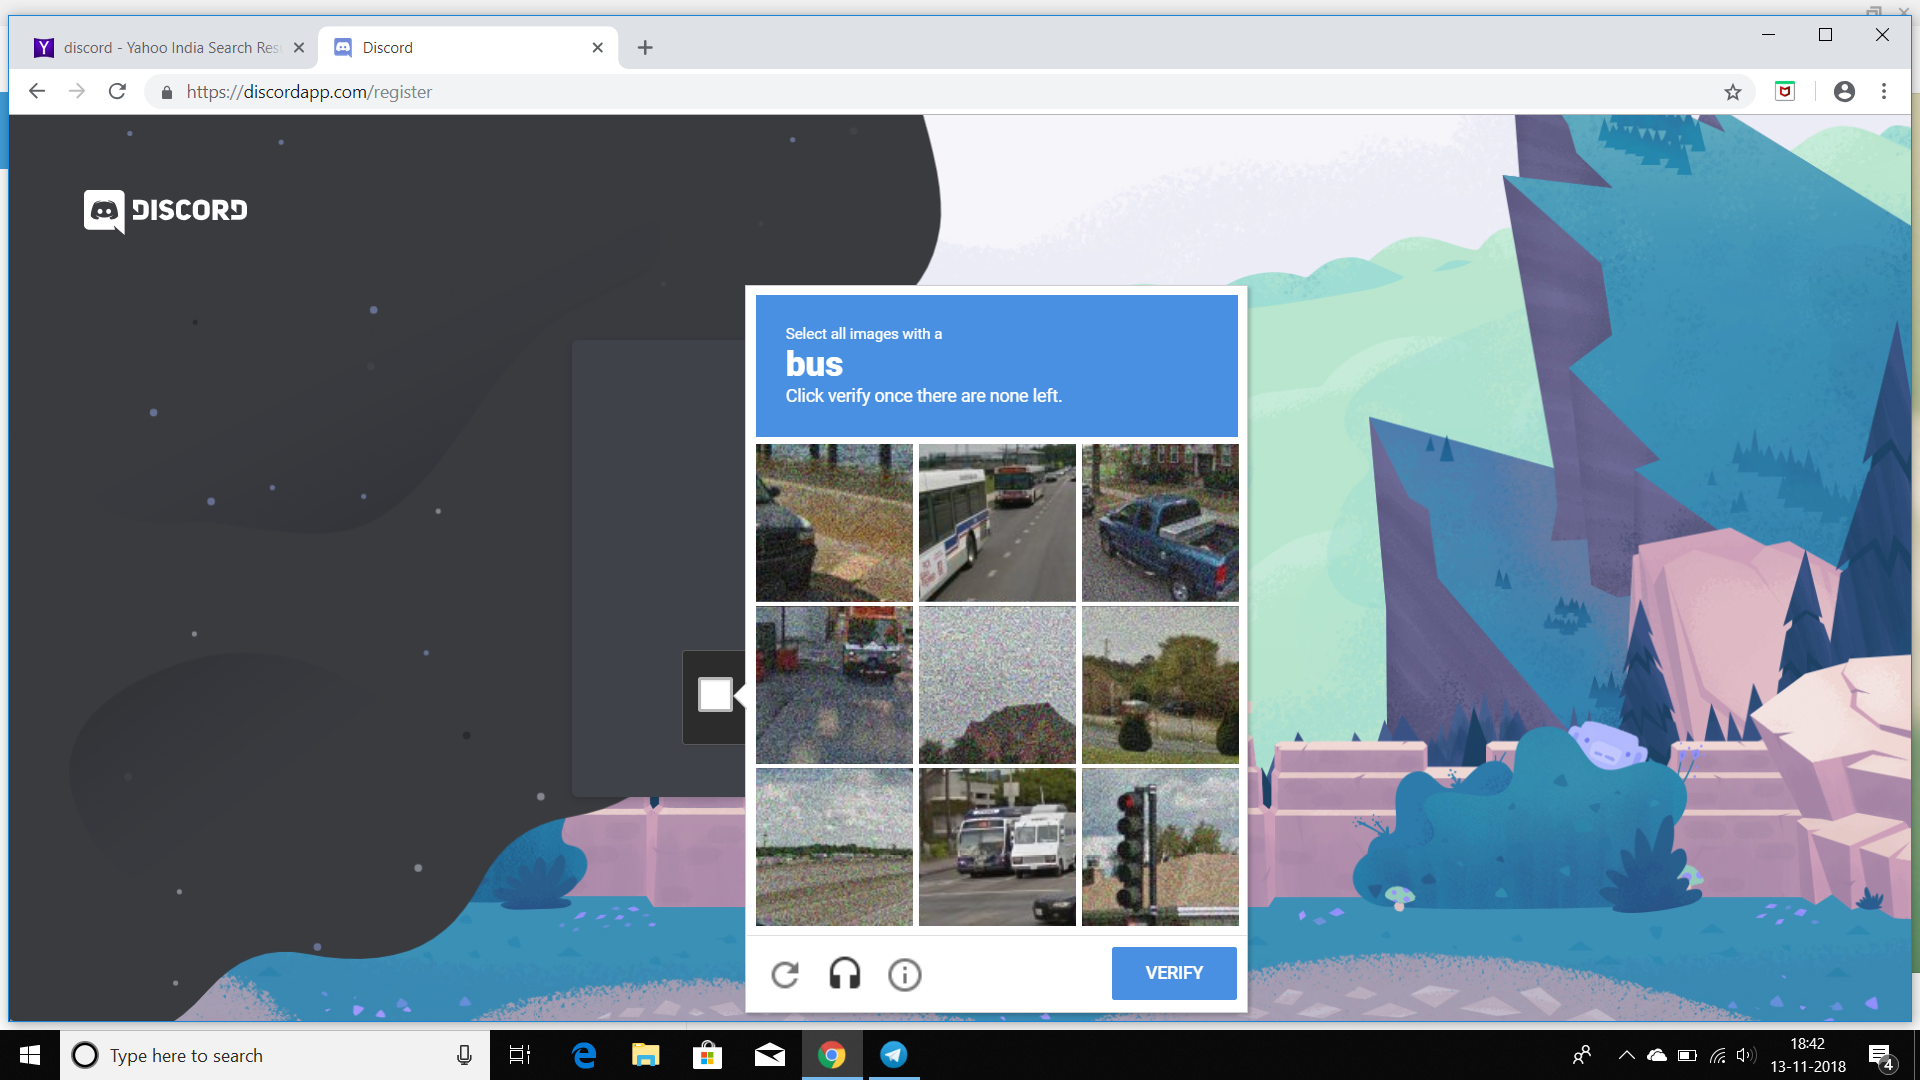 discord - Yahoo India Search Res
Discord
https://discordapp.com/register
DISCORD
Select all images with a
bus
Click verify once there are none left.
VERIFY
Type here to search
18:42
13-11-2018
4